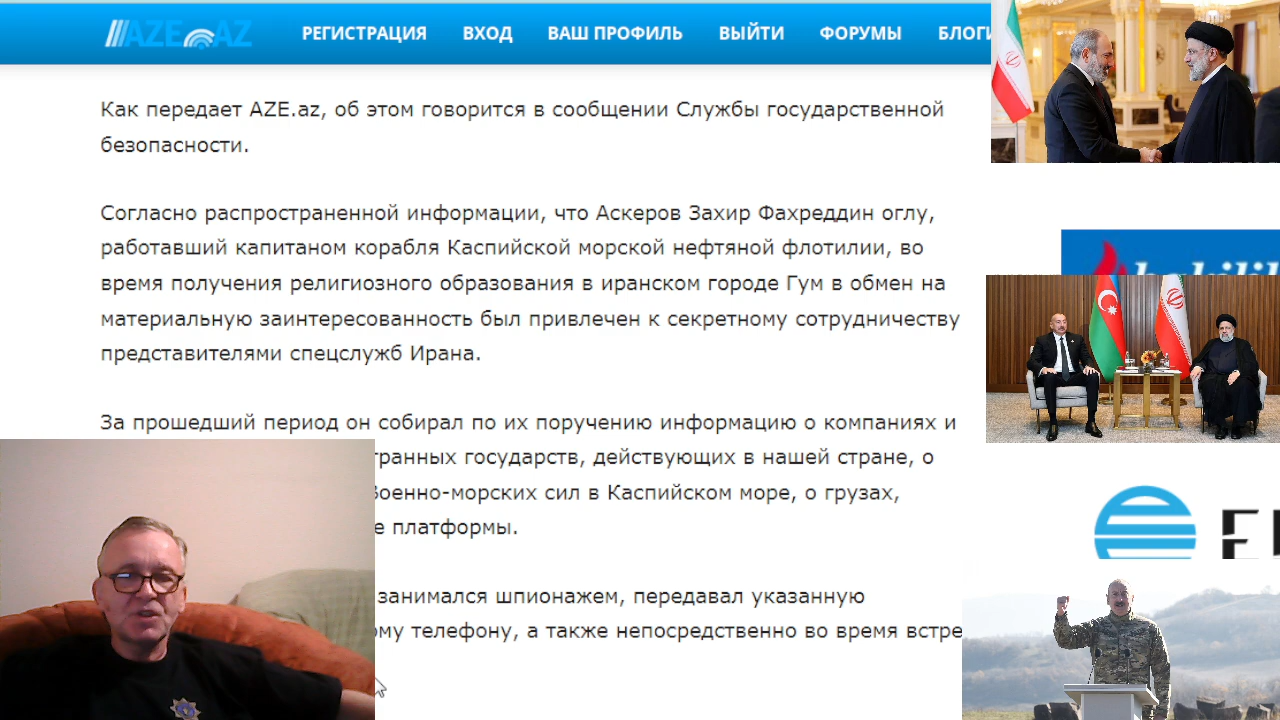 AZE.AZ
РЕГИСТРАЦИЯ ВХОД ВАШ ПРОФИЛЬ ВЫЙТИ ФОРУМЫ БЛОГИ
Как передает AZE.az, об этом говорится в сообщении Службы государственной
безопасности.
Согласно распространенной информации, что Аскеров Захир Фахреддин оглу,
работавший капитаном корабля Каспийской морской нефтяной флотилии, во
время получения религиозного образования в иранском городе Гум в обмен на
материальную заинтересованность был привлечен к секретному сотрудничеству
представителями спецслужб Ирана.
За прошедший период он собирал по их поручению информацию о компаниях и
государств, действующих в нашей стране, о
военно-морских сил в Каспийском море, о грузах,
платформы.
занимался шпионажем, передавал указанную
телефону, а также непосредственно во время